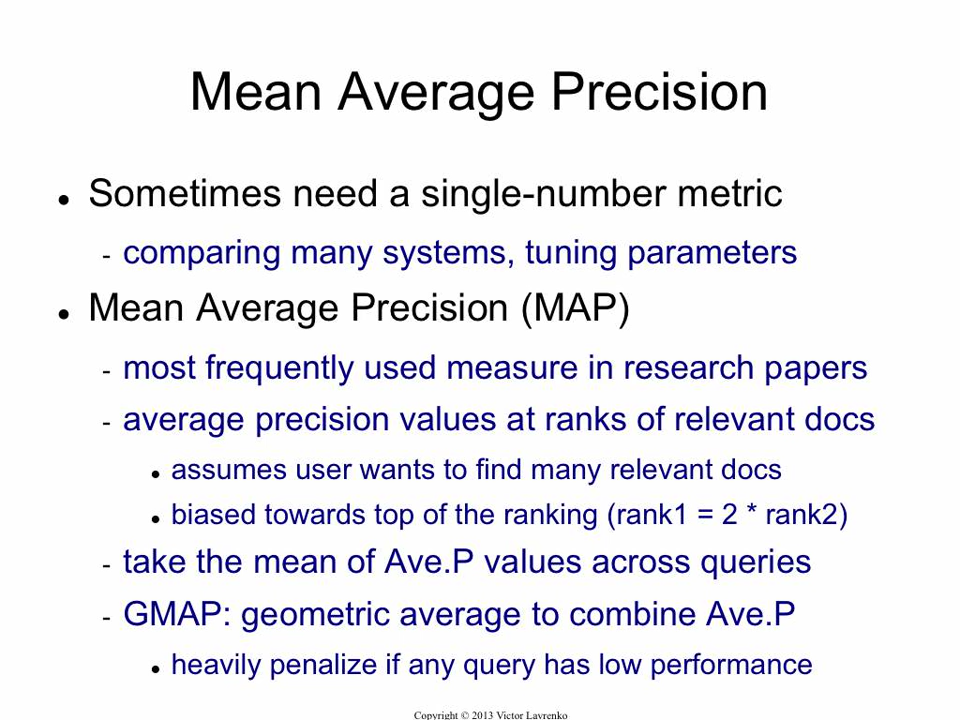 Mean Average Precision
● Sometimes need a single-number metric
- comparing many systems, tuning parameters
● Mean Average Precision (MAP)
- most frequently used measure in research papers
- average precision values at ranks of relevant docs
● assumes user wants to find many relevant docs
● biased towards top of the ranking (rank1 = 2 * rank2)
- take the mean of Ave.P values across queries
- GMAP: geometric average to combine Ave.P
● heavily penalize if any query has low performance
Copyright © 2013 Victor Lavrenko